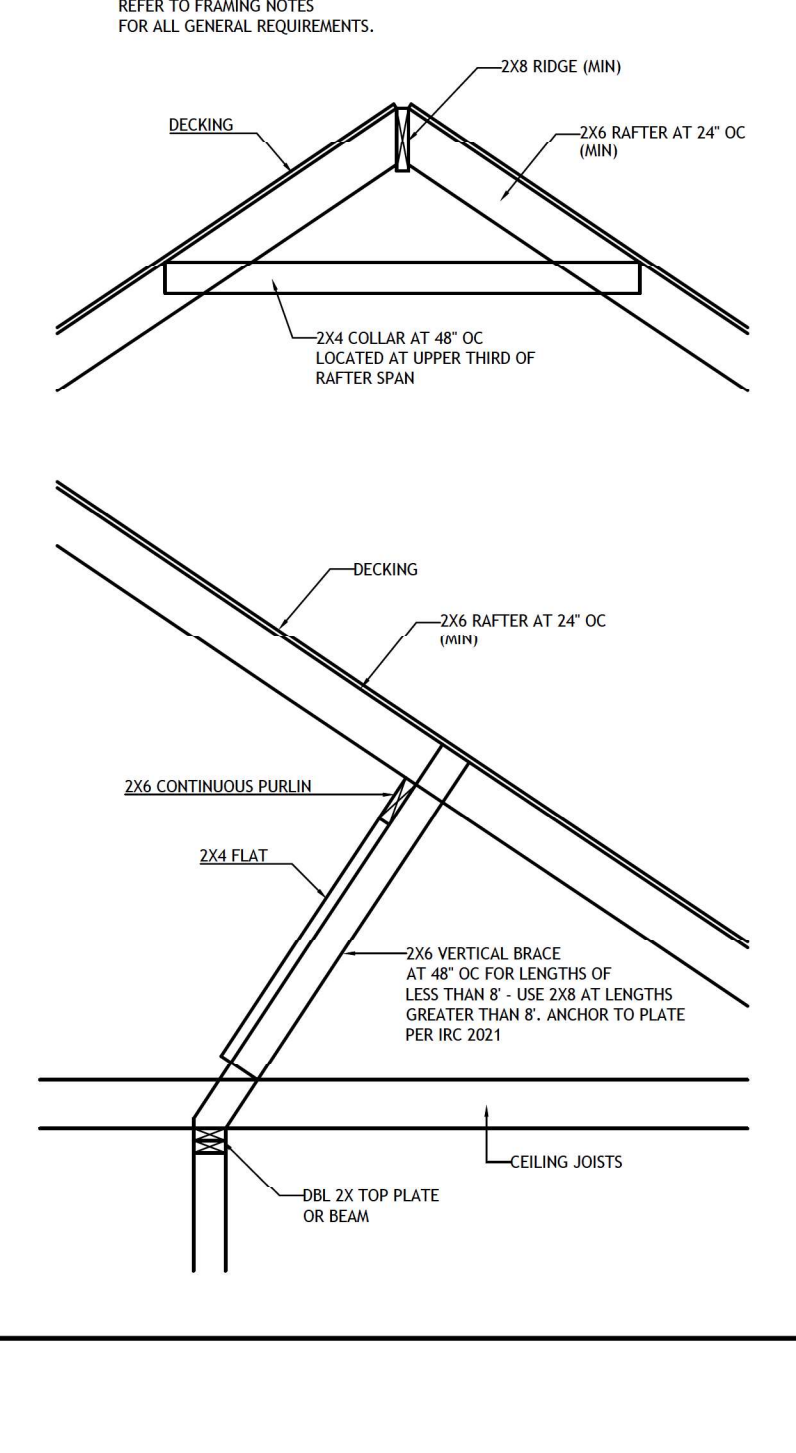 REFER TO FRAMING NOTES
FOR ALL GENERAL REQUIREMENTS.
2X8 RIDGE (MIN)
DECKING
2X6 RAFTER AT 24" OC
(MIN)
2X4 COLLAR AT 48" OC
LOCATED AT UPPER THIRD OF
RAFTER SPAN
DECKING
2X6 RAFTER AT 24" OC
(MIN)
2X6 CONTINUOUS PURLIN
2X4 FLAT
2X6 VERTICAL BRACE
AT 48" OC FOR LENGTHS OF
LESS THAN 8' - USE 2X8 AT LENGTHS
GREATER THAN 8'. ANCHOR TO PLATE
PER IRC 2021
CEILING JOISTS
DBL 2X TOP PLATE
OR BEAM